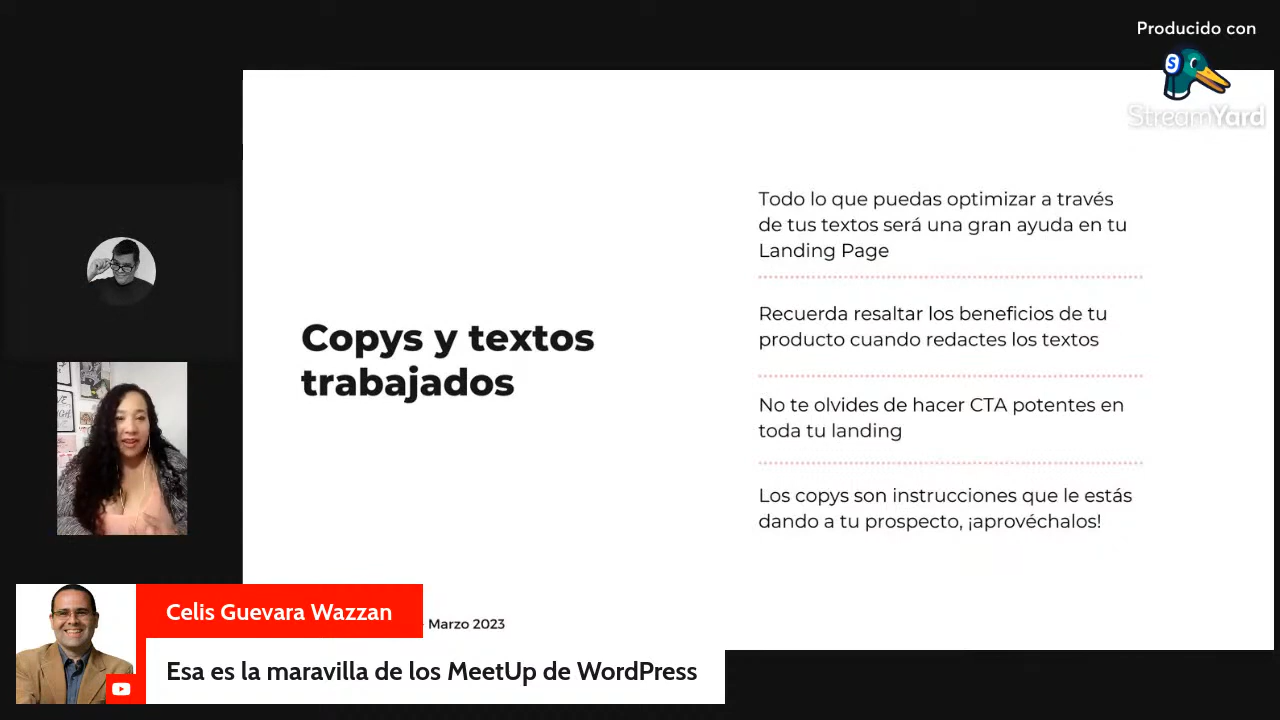 Producido con
StreamYard
Copys y textos
trabajados
Todo lo que puedas optimizar a través
de tus textos será una gran ayuda en tu
Landing Page
Recuerda resaltar los beneficios de tu
producto cuando redactes los textos
No te olvides de hacer CTA potentes en
toda tu landing
Los copys son instrucciones que le estás
dando a tu prospecto, ¡aprovéchalos!
Marzo 2023
Celis Guevara Wazzan
Esa es la maravilla de los MeetUp de WordPress